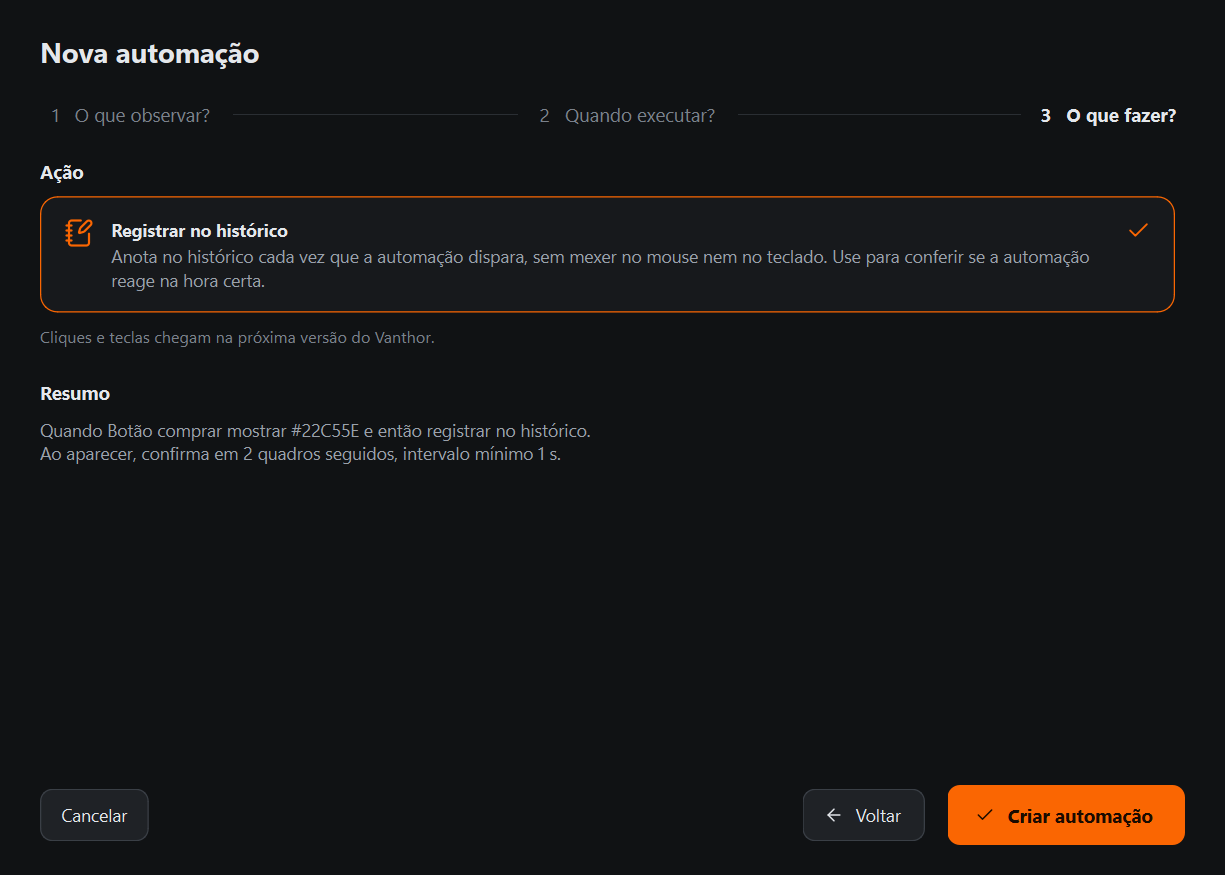 Nova automação
1 O que observar?
2 Quando executar?
3 O que fazer?
Ação
Registrar no histórico
Anota no histórico cada vez que a automação dispara, sem mexer no mouse nem no teclado. Use para conferir se a automação
reage na hora certa.
Cliques e teclas chegam na próxima versão do Vanthor.
Resumo
Quando Botão comprar mostrar #22C55E e então registrar no histórico.
Ao aparecer, confirma em 2 quadros seguidos, intervalo mínimo 1 s.
Cancelar
Voltar
Criar automação